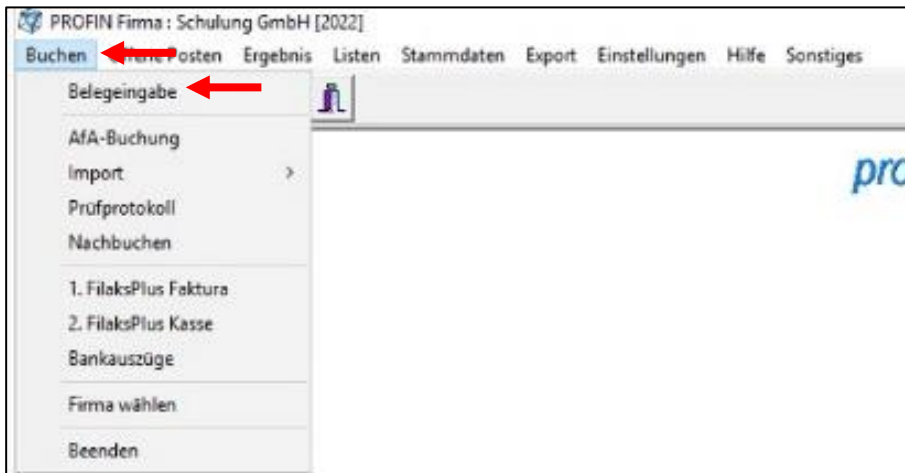 PROFIN Firma : Schulung GmbH [2022]
Buchen Posten Ergebnis Listen Stammdaten Export Einstellungen Hilfe Sonstiges
Belegeingabe
AfA-Buchung
Import >
Prüfprotokoll
Nachbuchen
1. FilaksPlus Faktura
2. FilaksPlus Kasse
Bankauszüge
Firma wählen
Beenden
pro